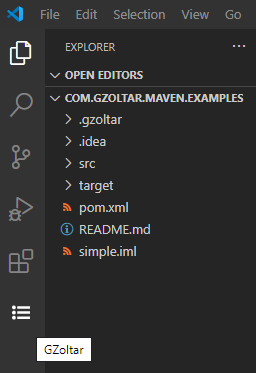 File Edit Selection View Go
EXPLORER
OPEN EDITORS
COM.GZOLTAR.MAVEN.EXAMPLES
.gzoltar
.idea
src
target
pom.xml
README.md
simple.iml
GZoltar